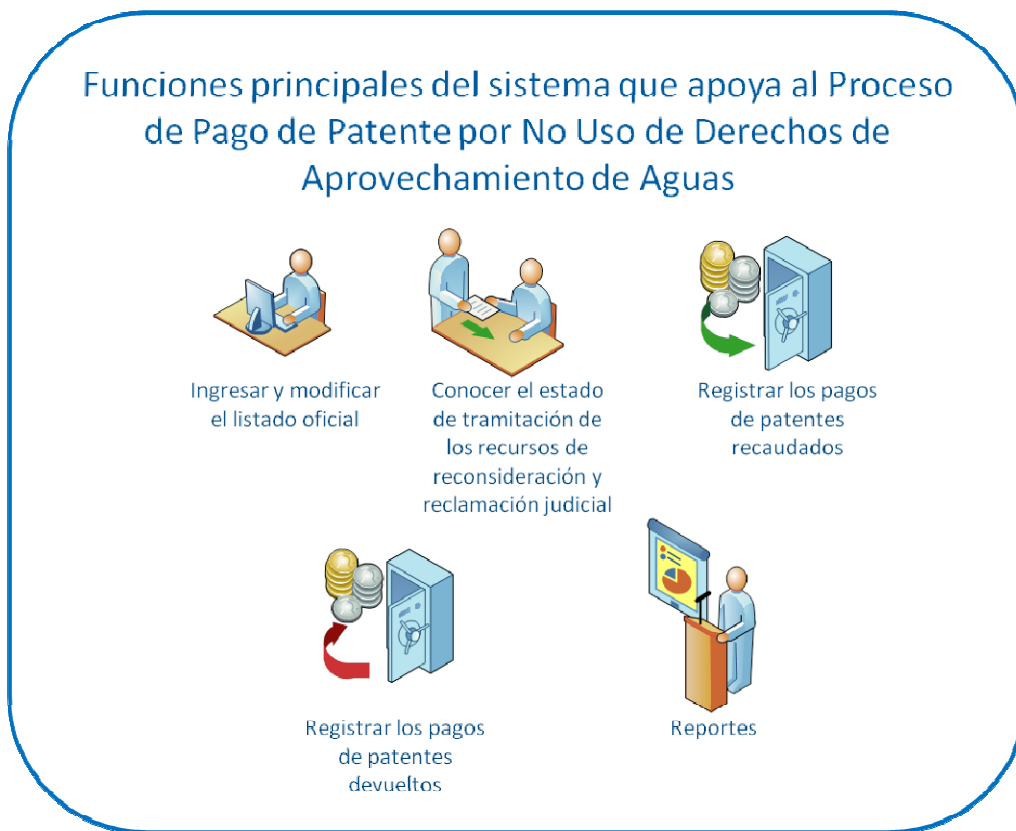 Funciones principales del sistema que apoya al Proceso
de Pago de Patente por No Uso de Derechos de
Aprovechamiento de Aguas
Ingresar y modificar
el listado oficial
Conocer el estado
de tramitación de
los recursos de
reconsideración y
reclamación judicial
Registrar los pagos
de patentes
recaudados
Registrar los pagos
de patentes
devueltos
Reportes